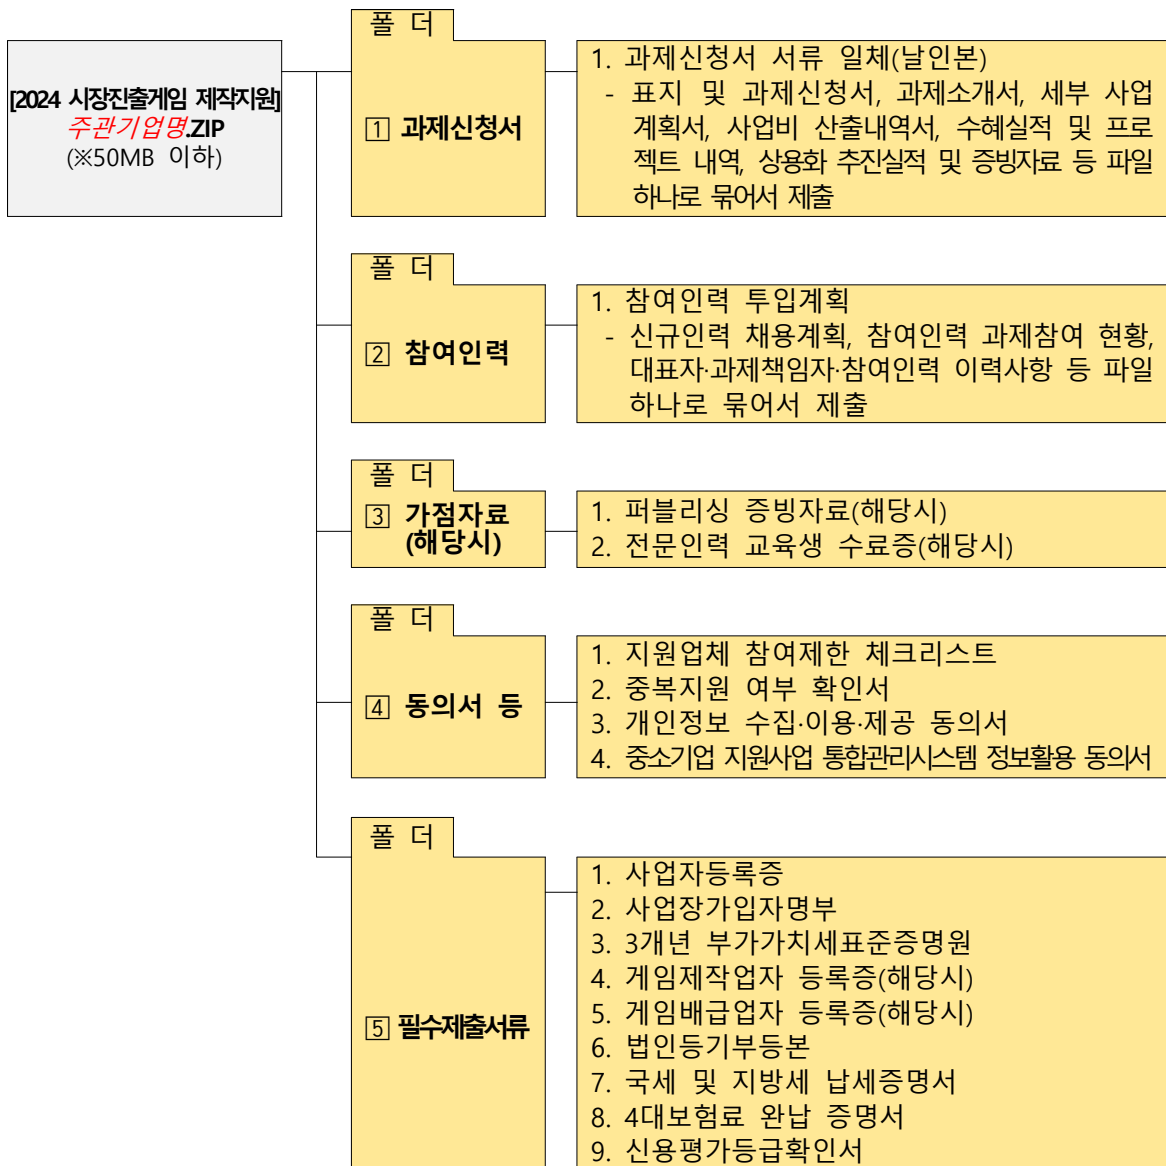 [2024 시장진출게임 제작지원]
주관기업명.ZIP
(※50MB 이하)
폴 더
1 과제신청서
1. 과제신청서 서류 일체(날인본)
- 표지 및 과제신청서, 과제소개서, 세부 사업
계획서, 사업비 산출내역서, 수혜실적 및 프로
젝트 내역, 상용화 추진실적 및 증빙자료 등 파일
하나로 묶어서 제출
폴 더
2 참여인력
1. 참여인력 투입계획
- 신규인력 채용계획, 참여인력 과제참여 현황,
대표자·과제책임자·참여인력 이력사항 등 파일
하나로 묶어서 제출
폴 더
3 가점자료
(해당시)
1. 퍼블리싱 증빙자료(해당시)
2. 전문인력 교육생 수료증(해당시)
폴 더
4 동의서 등
1. 지원업체 참여제한 체크리스트
2. 중복지원 여부 확인서
3. 개인정보 수집·이용·제공 동의서
4. 중소기업 지원사업 통합관리시스템 정보활용 동의서
폴 더
5 필수제출서류
1. 사업자등록증
2. 사업장가입자명부
3. 3개년 부가가치세표준증명원
4. 게임제작업자 등록증(해당시)
5. 게임배급업자 등록증(해당시)
6. 법인등기부등본
7. 국세 및 지방세 납세증명서
8. 4대보험료 완납 증명서
9. 신용평가등급확인서